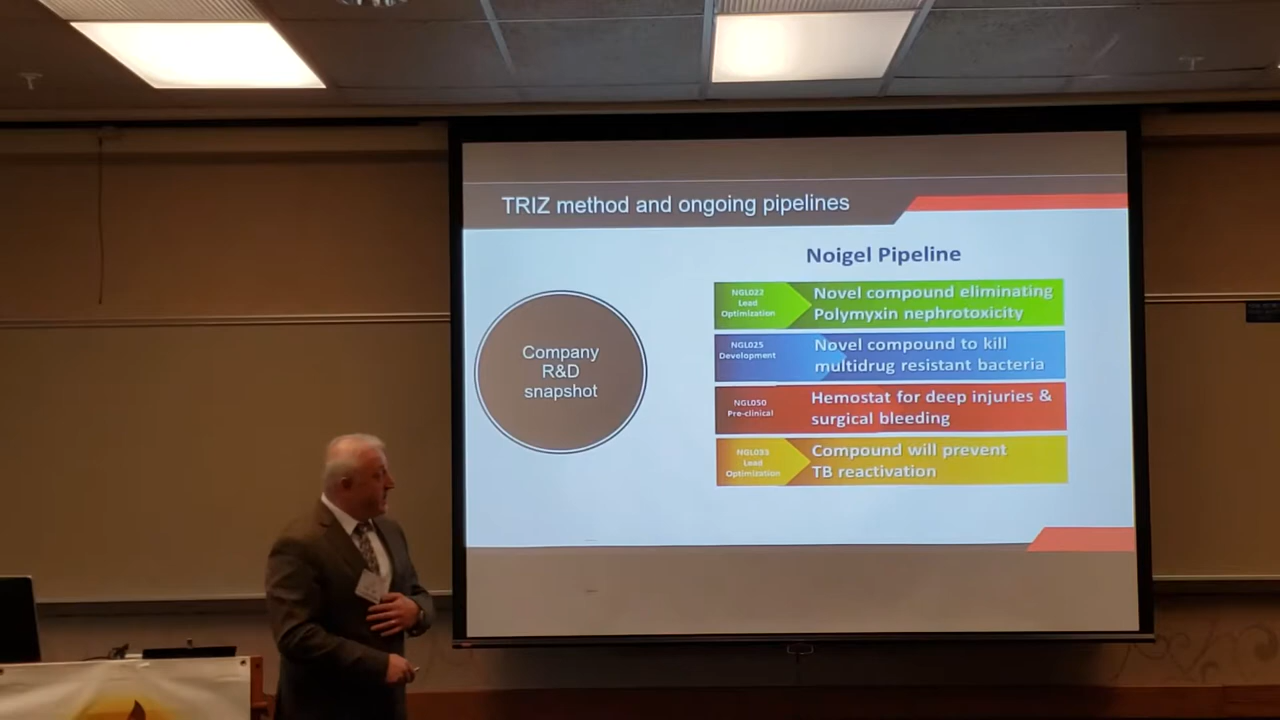 TRIZ method and ongoing pipelines
Company
R&D
snapshot
Noigel Pipeline
NGL022
Lead
Optimization
Novel compound eliminating
Polymyxin nephrotoxicity
NGL025
Development
Novel compound to kill
multidrug resistant bacteria
NGL050
Pre-clinical
Hemostat for deep injuries &
surgical bleeding
Lead
Optimization
Compound will prevent
TB reactivation